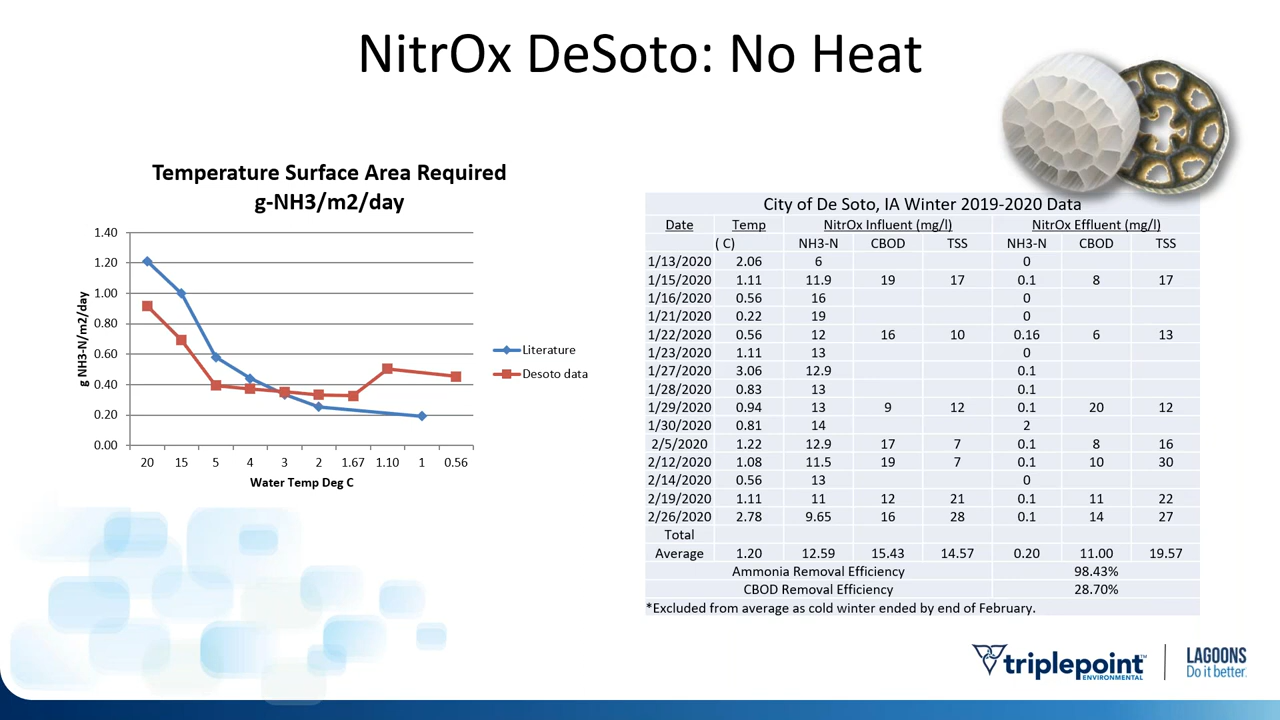 NitrOx DeSoto: No Heat
Temperature Surface Area Required
g-NH3/m2/day
1.40
1.20
1.00
0.80
0.60
0.40
0.20
0.00
g NH3-N/m2/day
20 15 5 4 3 2 1.67 1.10 1 0.56
Water Temp Deg C
Literature
Desoto data
City of De Soto, IA Winter 2019-2020 Data
Date Temp NitrOx Influent (mg/l) NitrOx Effluent (mg/l)
( C) NH3-N CBOD TSS NH3-N CBOD TSS
1/13/2020 2.06 6 0
1/15/2020 1.11 11.9 19 17 0.1 8 17
1/16/2020 0.56 16 0
1/21/2020 0.22 19 0
1/22/2020 0.56 12 16 10 0.16 6 13
1/23/2020 1.11 13 0
1/27/2020 3.06 12.9 0.1
1/28/2020 0.83 13 0.1
1/29/2020 0.94 13 9 12 0.1 20 12
1/30/2020 0.81 14 2
2/5/2020 1.22 12.9 17 7 0.1 8 16
2/12/2020 1.08 11.5 19 7 0.1 10 30
2/14/2020 0.56 13 0
2/19/2020 1.11 11 12 21 0.1 11 22
2/26/2020 2.78 9.65 16 28 0.1 14 27
Total
Average 1.20 12.59 15.43 14.57 0.20 11.00 19.57
Ammonia Removal Efficiency 98.43%
CBOD Removal Efficiency 28.70%
*Excluded from average as cold winter ended by end of February.
triplepoint™
ENVIRONMENTAL
LAGOONS
Do it better.